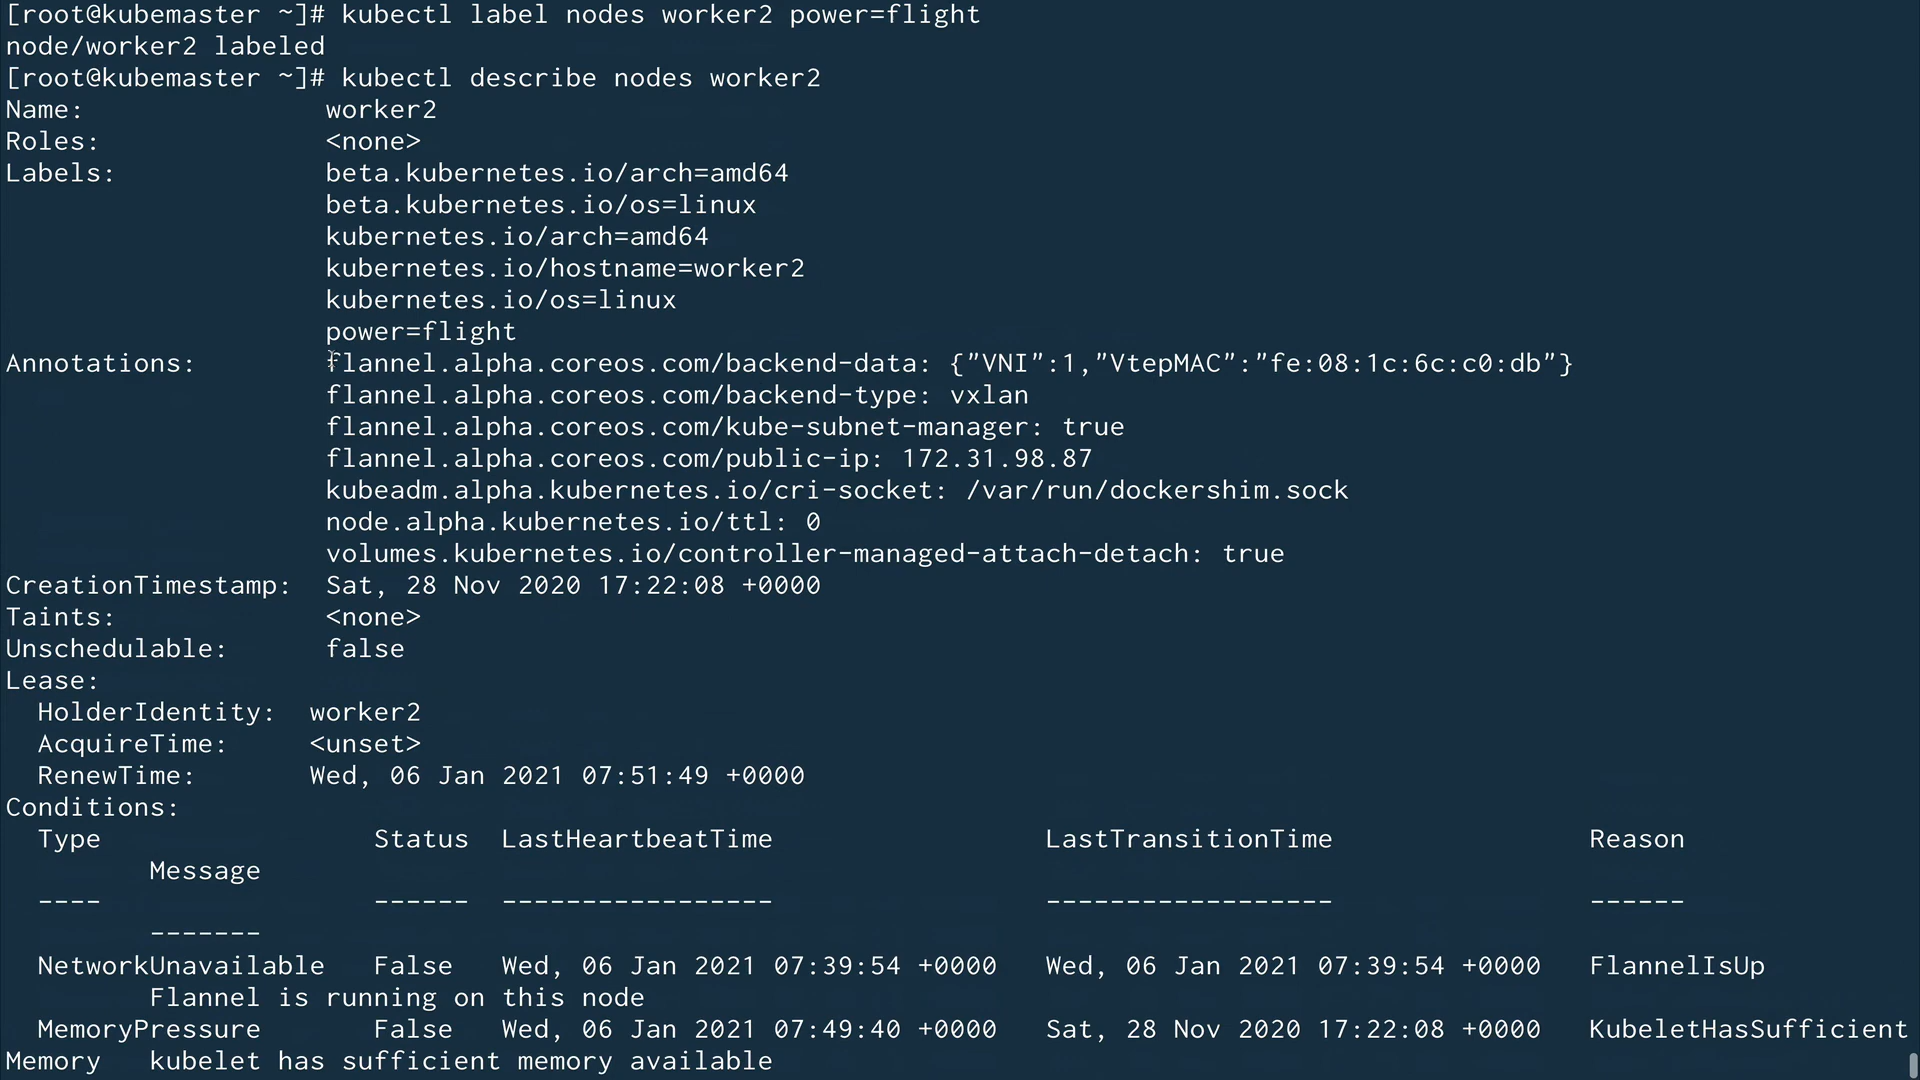 [root@kubemaster ~]# kubectl label nodes worker2 power=flight
node/worker2 labeled
[root@kubemaster ~]# kubectl describe nodes worker2
Name:               worker2
Roles:              <none>
Labels:             beta.kubernetes.io/arch=amd64
                    beta.kubernetes.io/os=linux
                    kubernetes.io/arch=amd64
                    kubernetes.io/hostname=worker2
                    kubernetes.io/os=linux
                    power=flight
Annotations:        flannel.alpha.coreos.com/backend-data: {"VNI":1,"VtepMAC":"fe:08:1c:6c:c0:db"}
                    flannel.alpha.coreos.com/backend-type: vxlan
                    flannel.alpha.coreos.com/kube-subnet-manager: true
                    flannel.alpha.coreos.com/public-ip: 172.31.98.87
                    kubeadm.alpha.kubernetes.io/cri-socket: /var/run/dockershim.sock
                    node.alpha.kubernetes.io/ttl: 0
                    volumes.kubernetes.io/controller-managed-attach-detach: true
CreationTimestamp:  Sat, 28 Nov 2020 17:22:08 +0000
Taints:             <none>
Unschedulable:      false
Lease:
  HolderIdentity:  worker2
  AcquireTime:     <unset>
  RenewTime:       Wed, 06 Jan 2021 07:51:49 +0000
Conditions:
  Type                 Status  LastHeartbeatTime                 LastTransitionTime                Reason
         Message
  ----                 ------  -----------------                 ------------------                ------
         -------
  NetworkUnavailable   False   Wed, 06 Jan 2021 07:39:54 +0000   Wed, 06 Jan 2021 07:39:54 +0000   FlannelIsUp
         Flannel is running on this node
  MemoryPressure       False   Wed, 06 Jan 2021 07:49:40 +0000   Sat, 28 Nov 2020 17:22:08 +0000   KubeletHasSufficient
Memory   kubelet has sufficient memory available